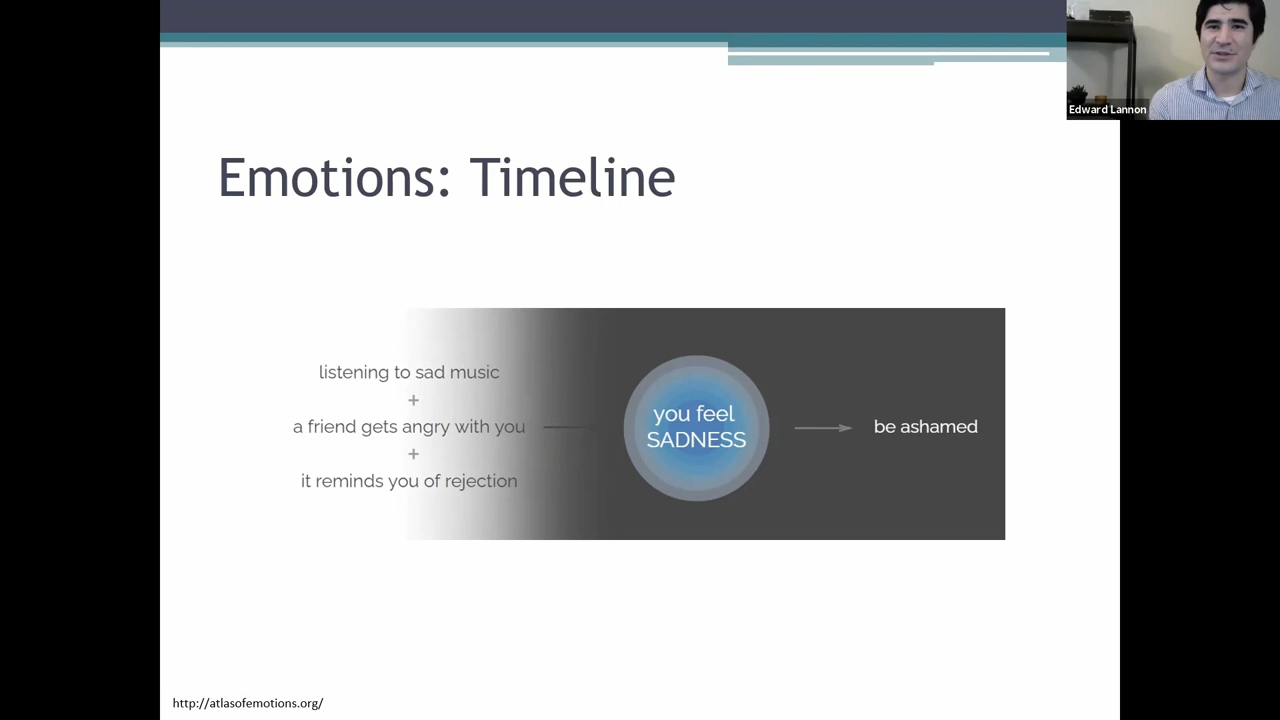 Edward Lannon
Emotions: Timeline
listening to sad music
+
a friend gets angry with you
+
it reminds you of rejection
you feel
SADNESS
be ashamed
http://atlasofemotions.org/